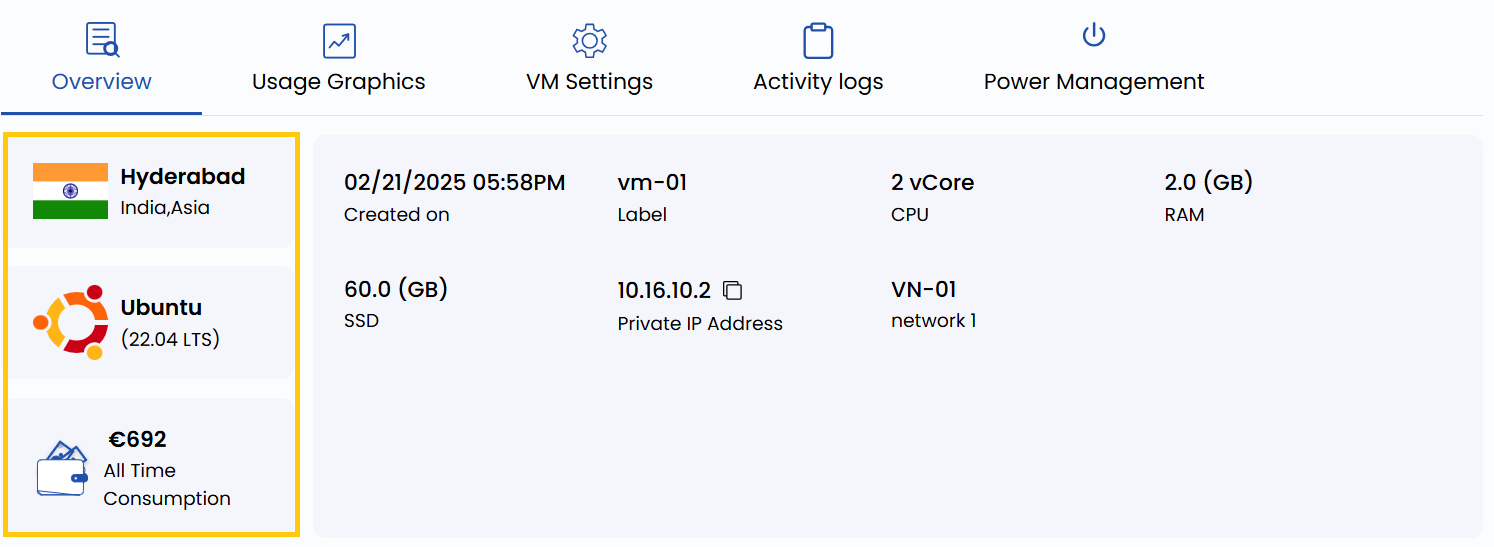 Overview
Usage Graphics
VM Settings
Activity logs
Power Management
Hyderabad
India,Asia
Ubuntu
(22.04 LTS)
€692
All Time
Consumption
02/21/2025 05:58PM
Created on
vm-01
Label
2 vCore
CPU
2.0 (GB)
RAM
60.0 (GB)
SSD
10.16.10.2
Private IP Address
VN-01
network 1